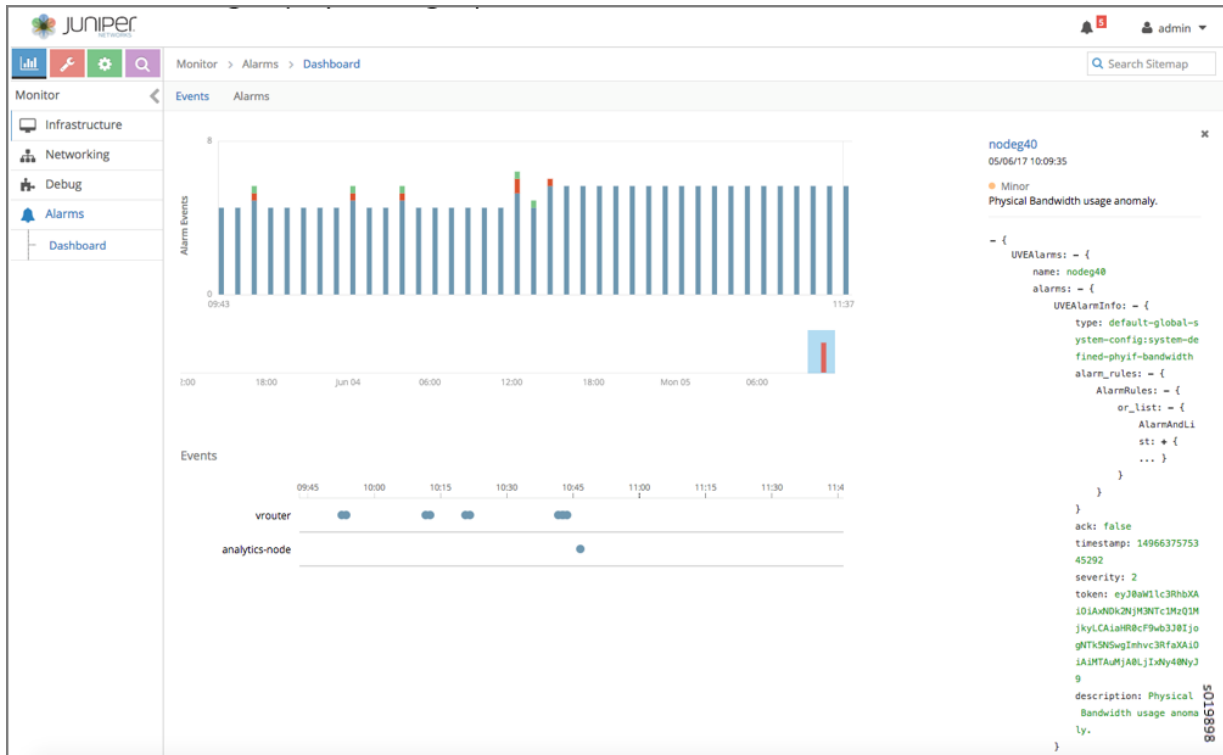 JUNIPER
NETWORKS
5
admin
Monitor > Alarms > Dashboard
Search Sitemap
Monitor
Events Alarms
Infrastructure
Networking
Debug
Alarms
Dashboard
8
Alarm Events
0
09:43
11:37
18:00 Jun 04 06:00 12:00 18:00 Mon 05 06:00
Events
09:45 10:00 10:15 10:30 10:45 11:00 11:15 11:30 11:4
vrouter
analytics-node
nodeg40
05/06/17 10:09:35
Minor
Physical Bandwidth usage anomaly.
- {
UVEAlarms: - {
name: nodeg40
alarms: - {
UVEAlarmInfo: - {
type: default-global-s
ystem-config:system-de
fined-phyif-bandwidth
alarm_rules: - {
AlarmRules: - {
or_list: - {
AlarmAndLi
st: + {
... }
}
}
}
ack: false
timestamp: 14966375753
45292
severity: 2
token: eyJ0aW1lc3RhbXA
iOiAxNDk2NjM3NTc1MzQ1M
jkyLCAiaHR0cF9wb3J0Ijo
gNTk5NSwgImhvc3RfaXAiO
iAiMTAuMjA0LjIxNy40NyJ
9
description: Physical
Bandwidth usage anoma
ly.
}
s019898